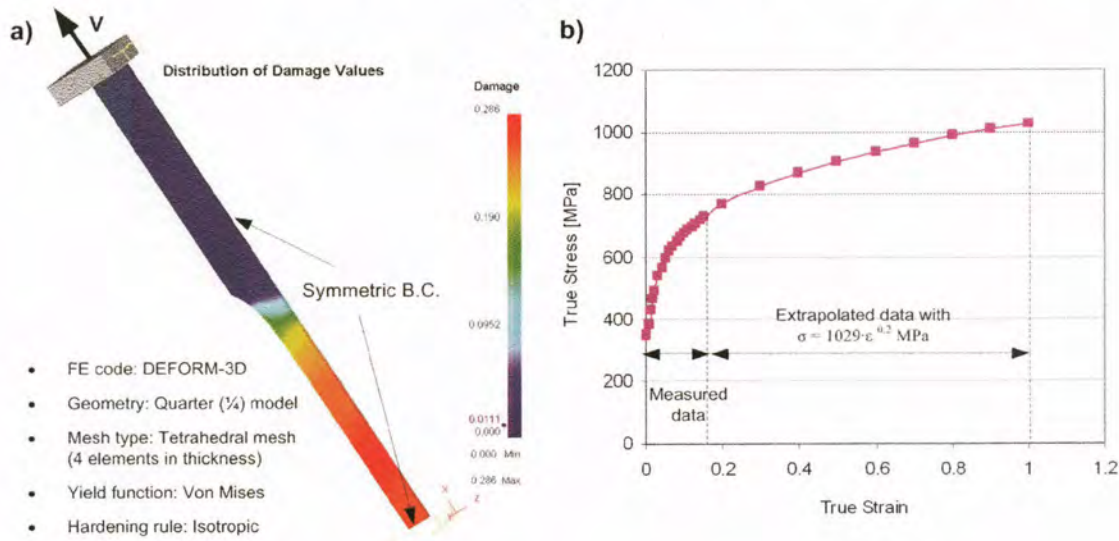 a)
V
Distribution of Damage Values
Damage
0.286
0.190
0.0952
0.0111
0.000
0.000 Min
0.286 Max
Symmetric B.C.
X
Z
• FE code: DEFORM-3D
• Geometry: Quarter (¼) model
• Mesh type: Tetrahedral mesh
(4 elements in thickness)
• Yield function: Von Mises
• Hardening rule: Isotropic
b)
True Stress [MPa]
1200
1000
800
600
400
200
0
Extrapolated data with
σ = 1029·ε^0.2 MPa
Measured
data
0 0.2 0.4 0.6 0.8 1 1.2
True Strain